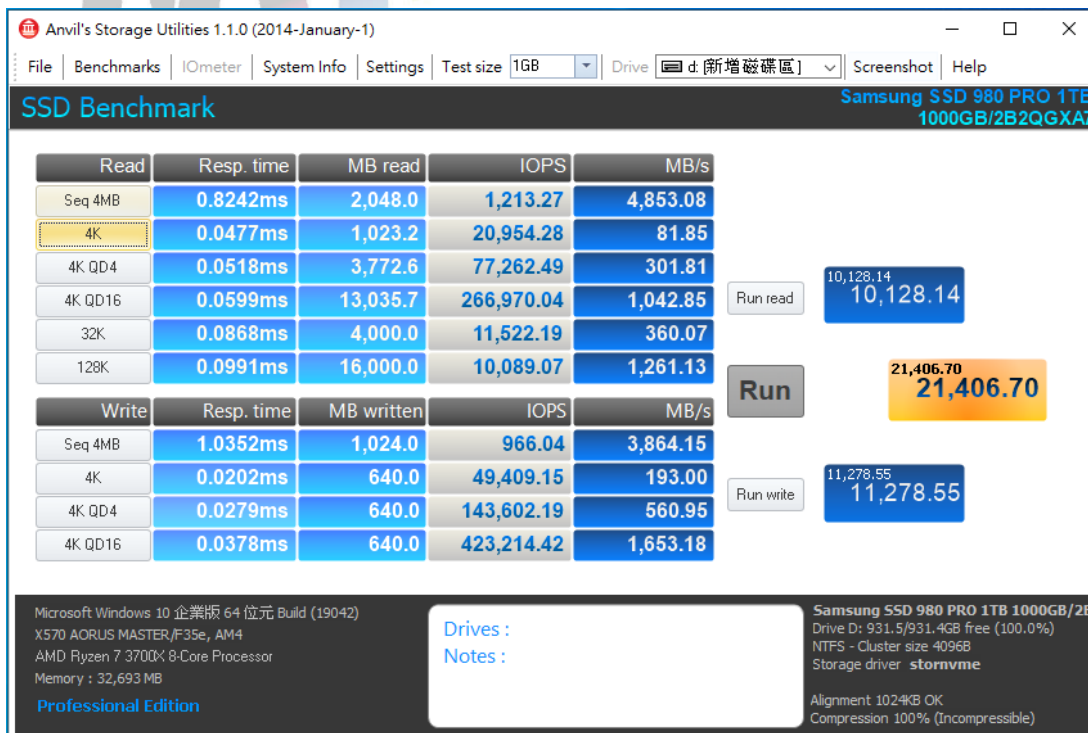 Anvil's Storage Utilities 1.1.0 (2014-January-1)
File Benchmarks IOmeter System Info Settings Test size 1GB Drive d: [新增磁碟區] Screenshot Help
SSD Benchmark
Samsung SSD 980 PRO 1TB
1000GB/2B2QGXA7
Read Resp. time MB read IOPS MB/s
Seq 4MB 0.8242ms 2,048.0 1,213.27 4,853.08
4K 0.0477ms 1,023.2 20,954.28 81.85
4K QD4 0.0518ms 3,772.6 77,262.49 301.81
4K QD16 0.0599ms 13,035.7 266,970.04 1,042.85
32K 0.0868ms 4,000.0 11,522.19 360.07
128K 0.0991ms 16,000.0 10,089.07 1,261.13
Run read
10,128.14
10,128.14
Run
21,406.70
21,406.70
Write Resp. time MB written IOPS MB/s
Seq 4MB 1.0352ms 1,024.0 966.04 3,864.15
4K 0.0202ms 640.0 49,409.15 193.00
4K QD4 0.0279ms 640.0 143,602.19 560.95
4K QD16 0.0378ms 640.0 423,214.42 1,653.18
Run write
11,278.55
11,278.55
Microsoft Windows 10 企業版 64 位元 Build (19042)
X570 AORUS MASTER/F35e, AM4
AMD Ryzen 7 3700X 8-Core Processor
Memory : 32,693 MB
Professional Edition
Drives :
Notes :
Samsung SSD 980 PRO 1TB 1000GB/2B
Drive D: 931.5/931.4GB free (100.0%)
NTFS - Cluster size 4096B
Storage driver stornvme
Alignment 1024KB OK
Compression 100% (Incompressible)